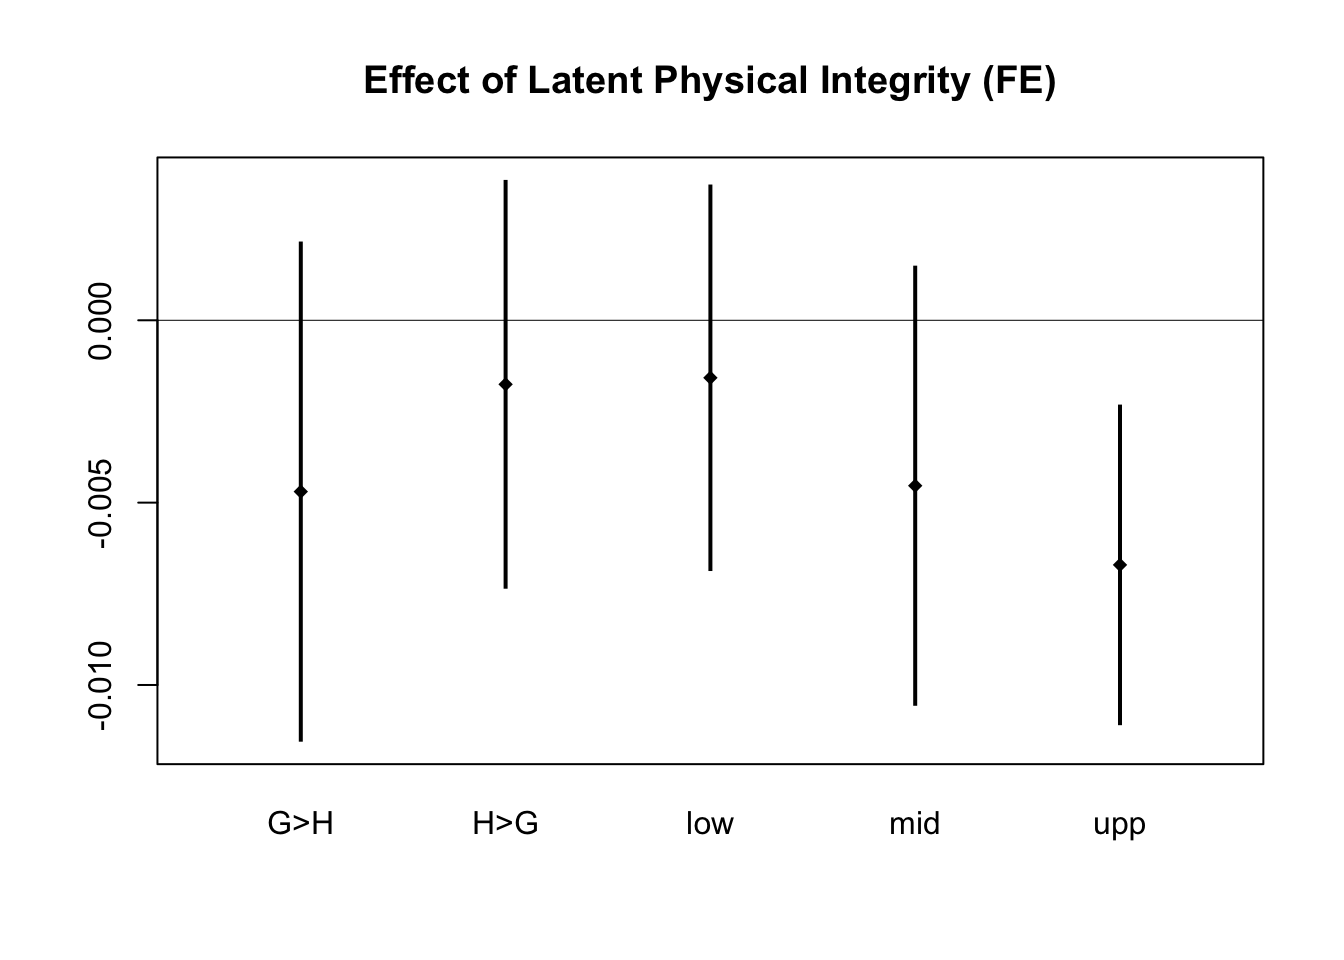 Effect of Latent Physical Integrity (FE)
0.000
-0.005
-0.010
G>H H>G low mid upp